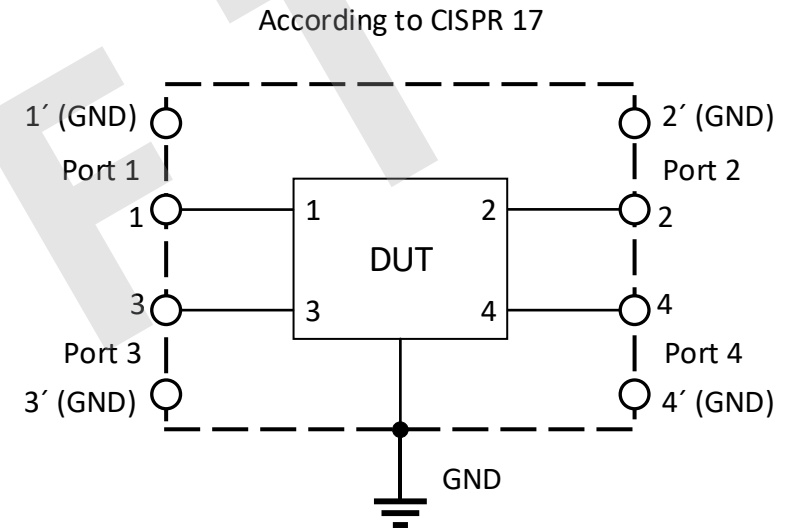 According to CISPR 17
1´ (GND)
2´ (GND)
Port 1
Port 2
1
1
2
2
DUT
3
3
4
4
Port 3
Port 4
3´ (GND)
4´ (GND)
GND